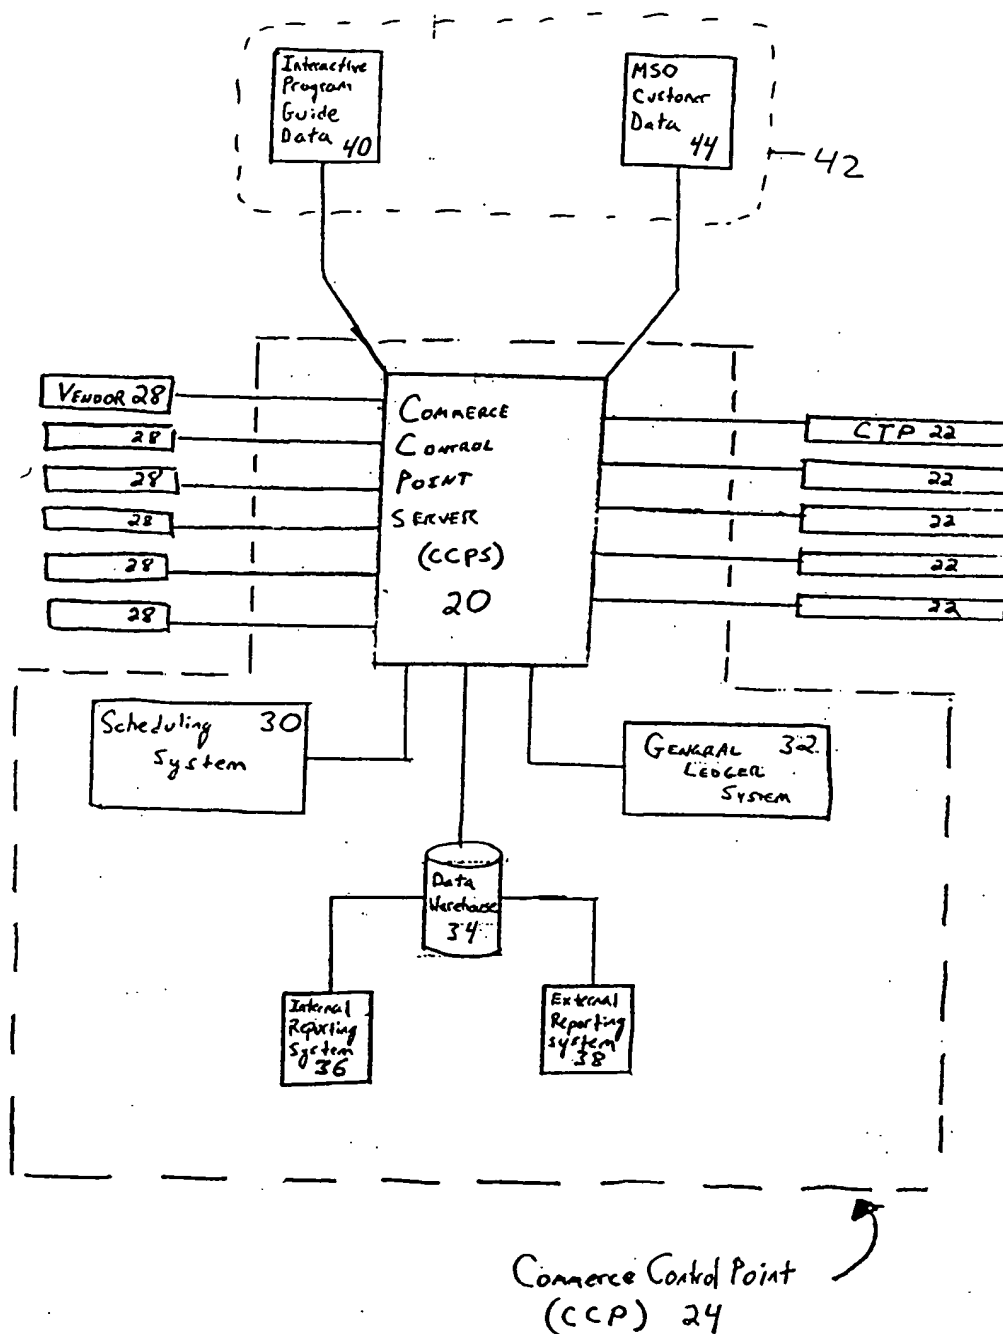 Interactive
Program
Guide
Data 40
MSO
Customer
Data
44
42
VENDOR 28
28
28
28
28
28
COMMERCE
CONTROL
POINT
SERVER
(CCPS)
20
CTP 22
22
22
22
22
Scheduling 30
System
GENERAL 32
LEDGER
SYSTEM
Data
Warehouse
34
Internal
Reporting
System
36
External
Reporting
System
38
Commerce Control Point
(CCP) 24